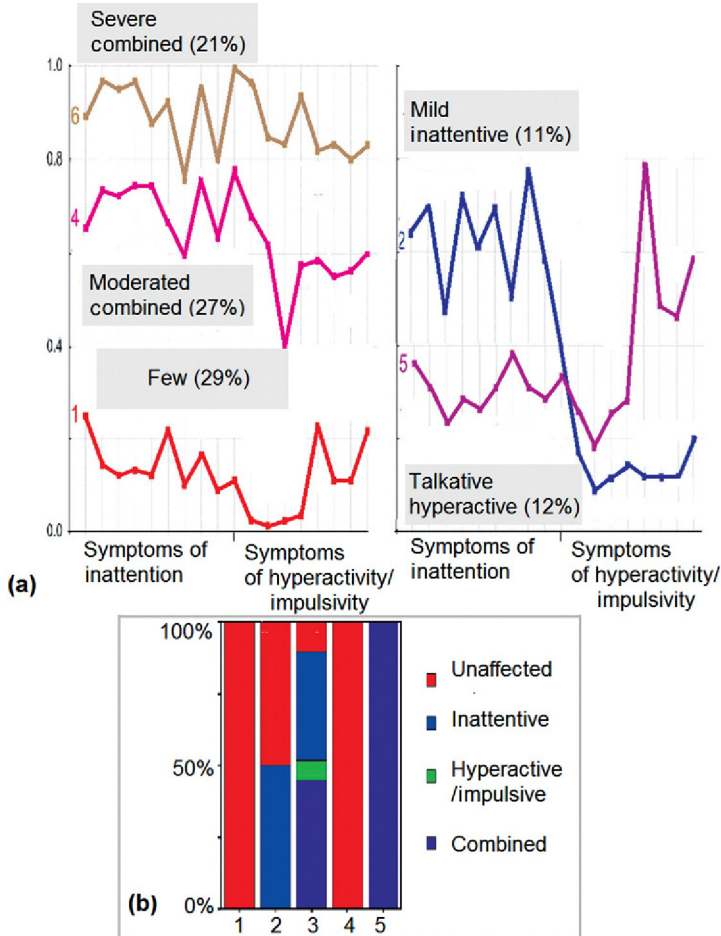 Severe
combined (21%)
1.0
6
0.8
4
Moderated
combined (27%)
0.4
Few (29%)
1
0.0
Symptoms of
inattention
Symptoms
of hyperactivity/
impulsivity
Mild
inattentive (11%)
2
5
Talkative
hyperactive (12%)
Symptoms of
inattention
Symptoms
of hyperactivity/
impulsivity
(a)
100%
50%
0%
(b)
1 2 3 4 5
Unaffected
Inattentive
Hyperactive
/impulsive
Combined